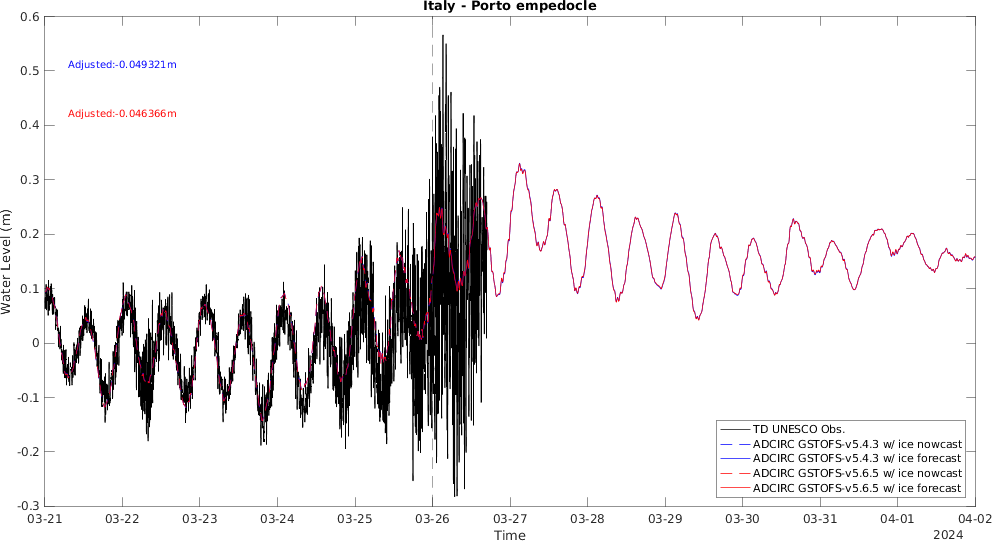 Italy - Porto empedocle
0.6
0.5
0.4
0.3
0.2
0.1
0
-0.1
-0.2
-0.3
Water Level (m)
Adjusted:-0.049321m
Adjusted:-0.046366m
TD UNESCO Obs.
ADCIRC GSTOFS-v5.4.3 w/ ice nowcast
ADCIRC GSTOFS-v5.4.3 w/ ice forecast
ADCIRC GSTOFS-v5.6.5 w/ ice nowcast
ADCIRC GSTOFS-v5.6.5 w/ ice forecast
03-21 03-22 03-23 03-24 03-25 03-26 03-27 03-28 03-29 03-30 03-31 04-01 04-02
Time
2024